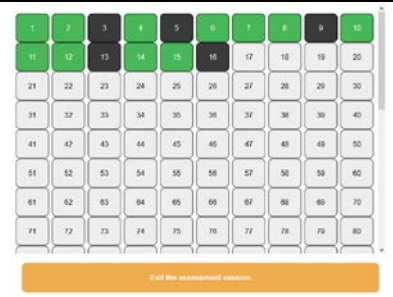 1 2 3 4 5 6 7 8 9 10
11 12 13 14 15 16 17 18 19 20
21 22 23 24 25 26 27 28 29 30
31 32 33 34 35 36 37 38 39 40
41 42 43 44 45 46 47 48 49 50
51 52 53 54 55 56 57 58 59 60
61 62 63 64 65 66 67 68 69 70
71 72 73 74 75 76 77 78 79 80
Exit the assessment session